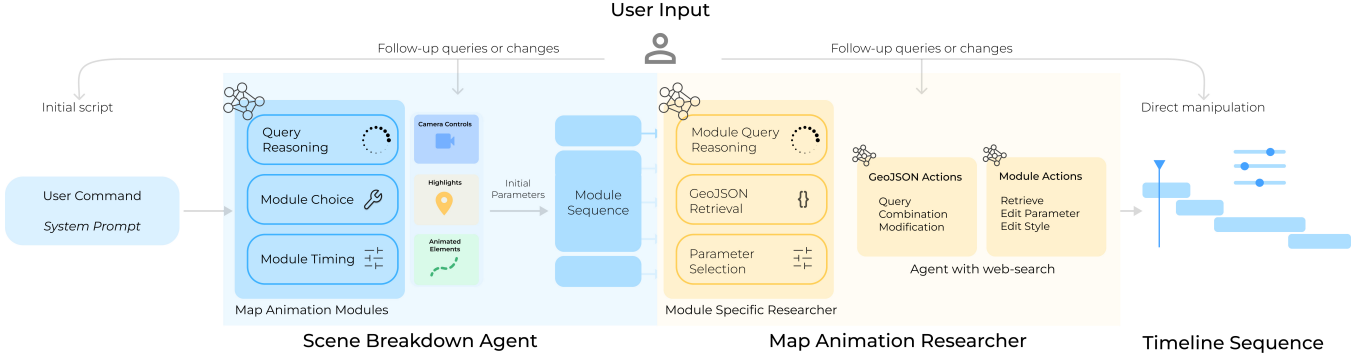 User Input
Follow-up queries or changes
Follow-up queries or changes
Initial script
Direct manipulation
User Command
System Prompt
Query
Reasoning
Module Choice
Module Timing
Map Animation Modules
Camera Controls
Highlights
Animated
Elements
Initial
Parameters
Module
Sequence
Scene Breakdown Agent
Module Query
Reasoning
GeoJSON
Retrieval
{}
Parameter
Selection
Module Specific Researcher
GeoJSON Actions
Query
Combination
Modification
Module Actions
Retrieve
Edit Parameter
Edit Style
Agent with web-search
Map Animation Researcher
Timeline Sequence